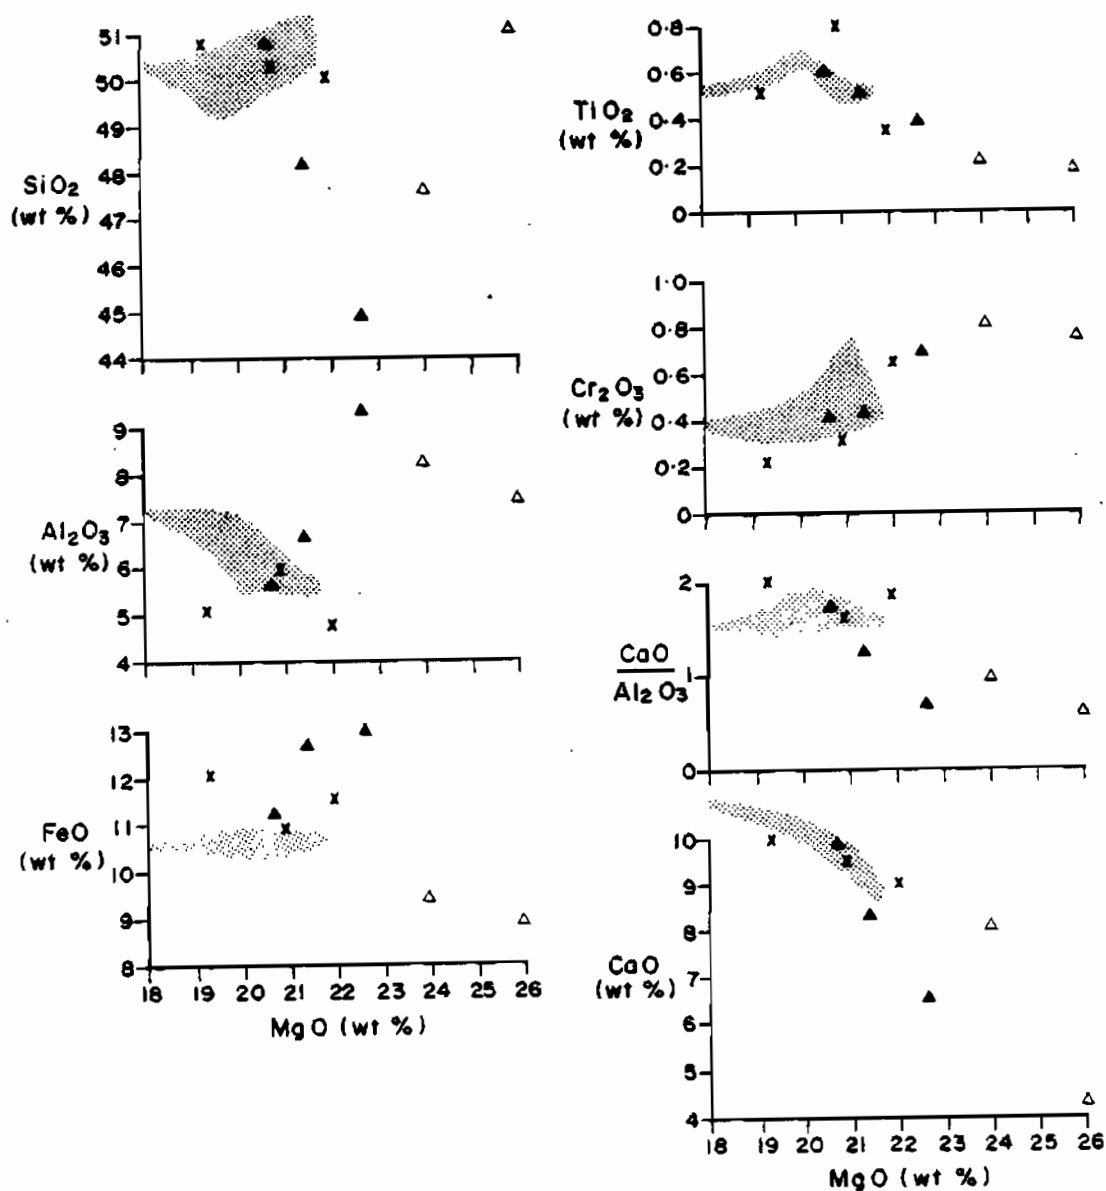 51
50
49
48
SiO2
(wt %)
47
46
45
44
9
8
7
Al2O3
(wt %)
6
5
4
13
12
11
FeO
(wt %)
10
9
8
18 19 20 21 22 23 24 25 26
MgO (wt %)
0·8
0·6
TiO2
(wt %)
0·4
0·2
0
1·0
0·8
0·6
Cr2O3
(wt %)
0·4
0·2
0
2
CaO
Al2O3
1
0
10
9
8
CaO
(wt %)
7
6
5
4
18 19 20 21 22 23 24 25 26
MgO (wt %)